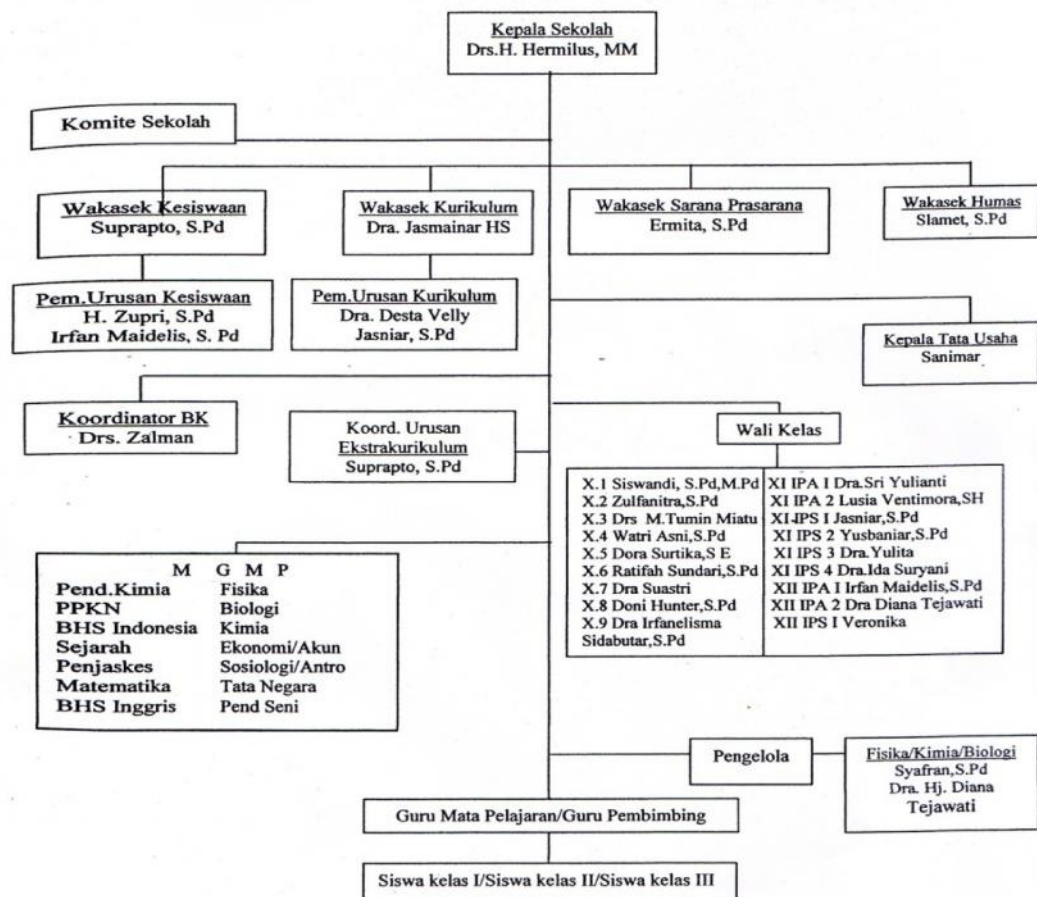 Kepala Sekolah
Drs.H. Hermilus, MM
Komite Sekolah
Wakasek Kesiswaan
Suprapto, S.Pd
Wakasek Kurikulum
Dra. Jasmainar HS
Wakasek Sarana Prasarana
Ermita, S.Pd
Wakasek Humas
Slamet, S.Pd
Pem.Urusan Kesiswaan
H. Zupri, S.Pd
Irfan Maidelis, S. Pd
Pem.Urusan Kurikulum
Dra. Desta Velly
Jasniar, S.Pd
Kepala Tata Usaha
Sanimar
Koordinator BK
Drs. Zalman
Koord. Urusan
Ekstrakurikulum
Suprapto, S.Pd
Wali Kelas
X.1 Siswandi, S.Pd,M.Pd
X.2 Zulfanitra,S.Pd
X.3 Drs M.Tumin Miatu
X.4 Watri Asni,S.Pd
X.5 Dora Surtika,S E
X.6 Ratifah Sundari,S.Pd
X.7 Dra Suastri
X.8 Doni Hunter,S.Pd
X.9 Dra Irfanelisma
Sidabutar,S.Pd
XI IPA I Dra.Sri Yulianti
XI IPA 2 Lusia Ventimora,SH
XI-IPS I Jasniar,S.Pd
XI IPS 2 Yusbaniar,S.Pd
XI IPS 3 Dra.Yulita
XI IPS 4 Dra.Ida Suryani
XII IPA I Irfan Maidelis,S.Pd
XII IPA 2 Dra Diana Tejawati
XII IPS I Veronika
M G M P
Pend.Kimia Fisika
PPKN Biologi
BHS Indonesia Kimia
Sejarah Ekonomi/Akun
Penjaskes Sosiologi/Antro
Matematika Tata Negara
BHS Inggris Pend Seni
Pengelola
Fisika/Kimia/Biologi
Syafran,S.Pd
Dra. Hj. Diana
Tejawati
Guru Mata Pelajaran/Guru Pembimbing
Siswa kelas I/Siswa kelas II/Siswa kelas III